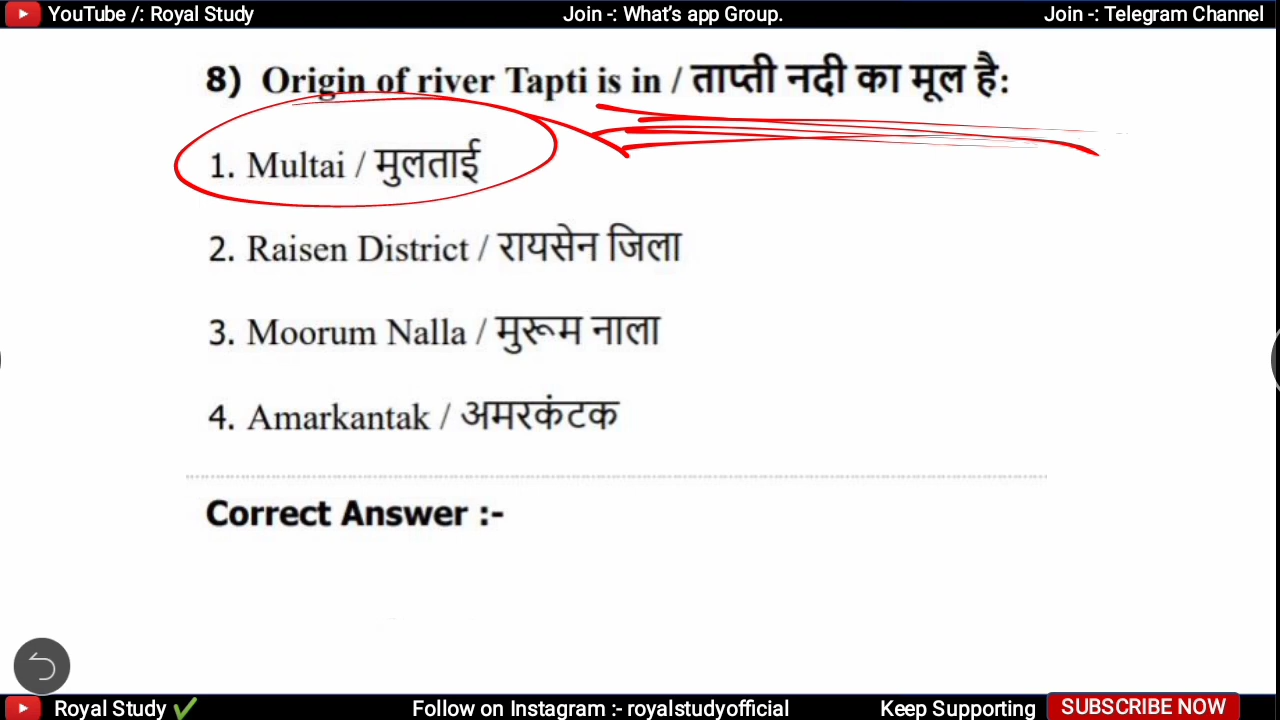 YouTube /: Royal Study Join -: What's app Group. Join -: Telegram Channel
8) Origin of river Tapti is in / ताप्ती नदी का मूल है:
1. Multai / मुलताई
2. Raisen District / रायसेन जिला
3. Moorum Nalla / मुरूम नाला
4. Amarkantak / अमरकंटक
Correct Answer :-
Royal Study ✔ Follow on Instagram :- royalstudyofficial Keep Supporting SUBSCRIBE NOW